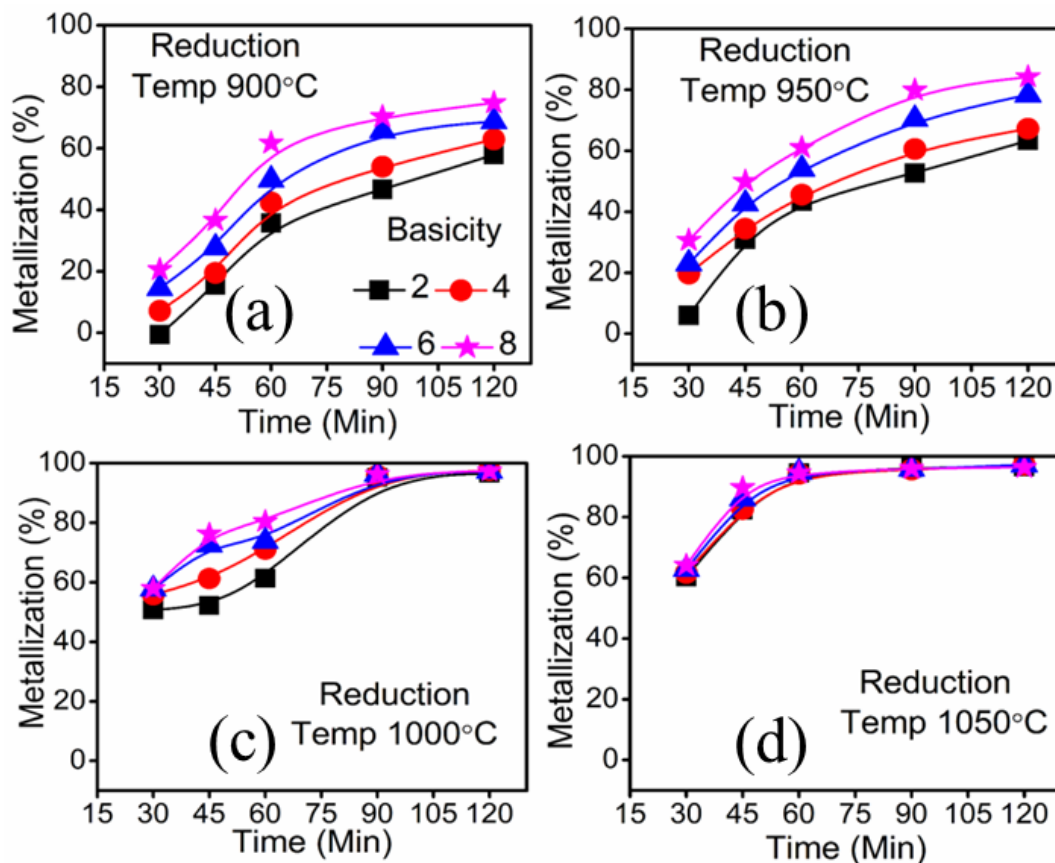 Metallization (%)
100
80
60
40
20
0
Reduction
Temp 900°C
Basicity
2 4
6 8
(a)
15 30 45 60 75 90 105 120
Time (Min)
Metallization (%)
100
80
60
40
20
0
Reduction
Temp 950°C
(b)
15 30 45 60 75 90 105 120
Time (Min)
Metallization (%)
100
80
60
40
20
0
Reduction
Temp 1000°C
(c)
15 30 45 60 75 90 105 120
Time (Min)
Metallization (%)
100
80
60
40
20
0
Reduction
Temp 1050°C
(d)
15 30 45 60 75 90 105 120
Time (Min)